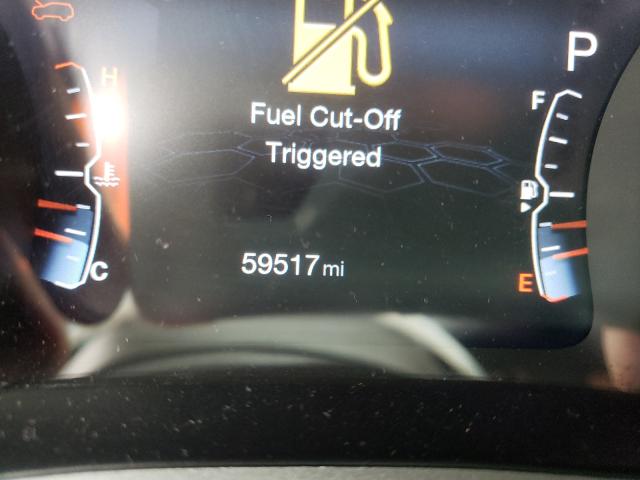 P
H
F
Fuel Cut-Off
Triggered
59517 mi
C
E